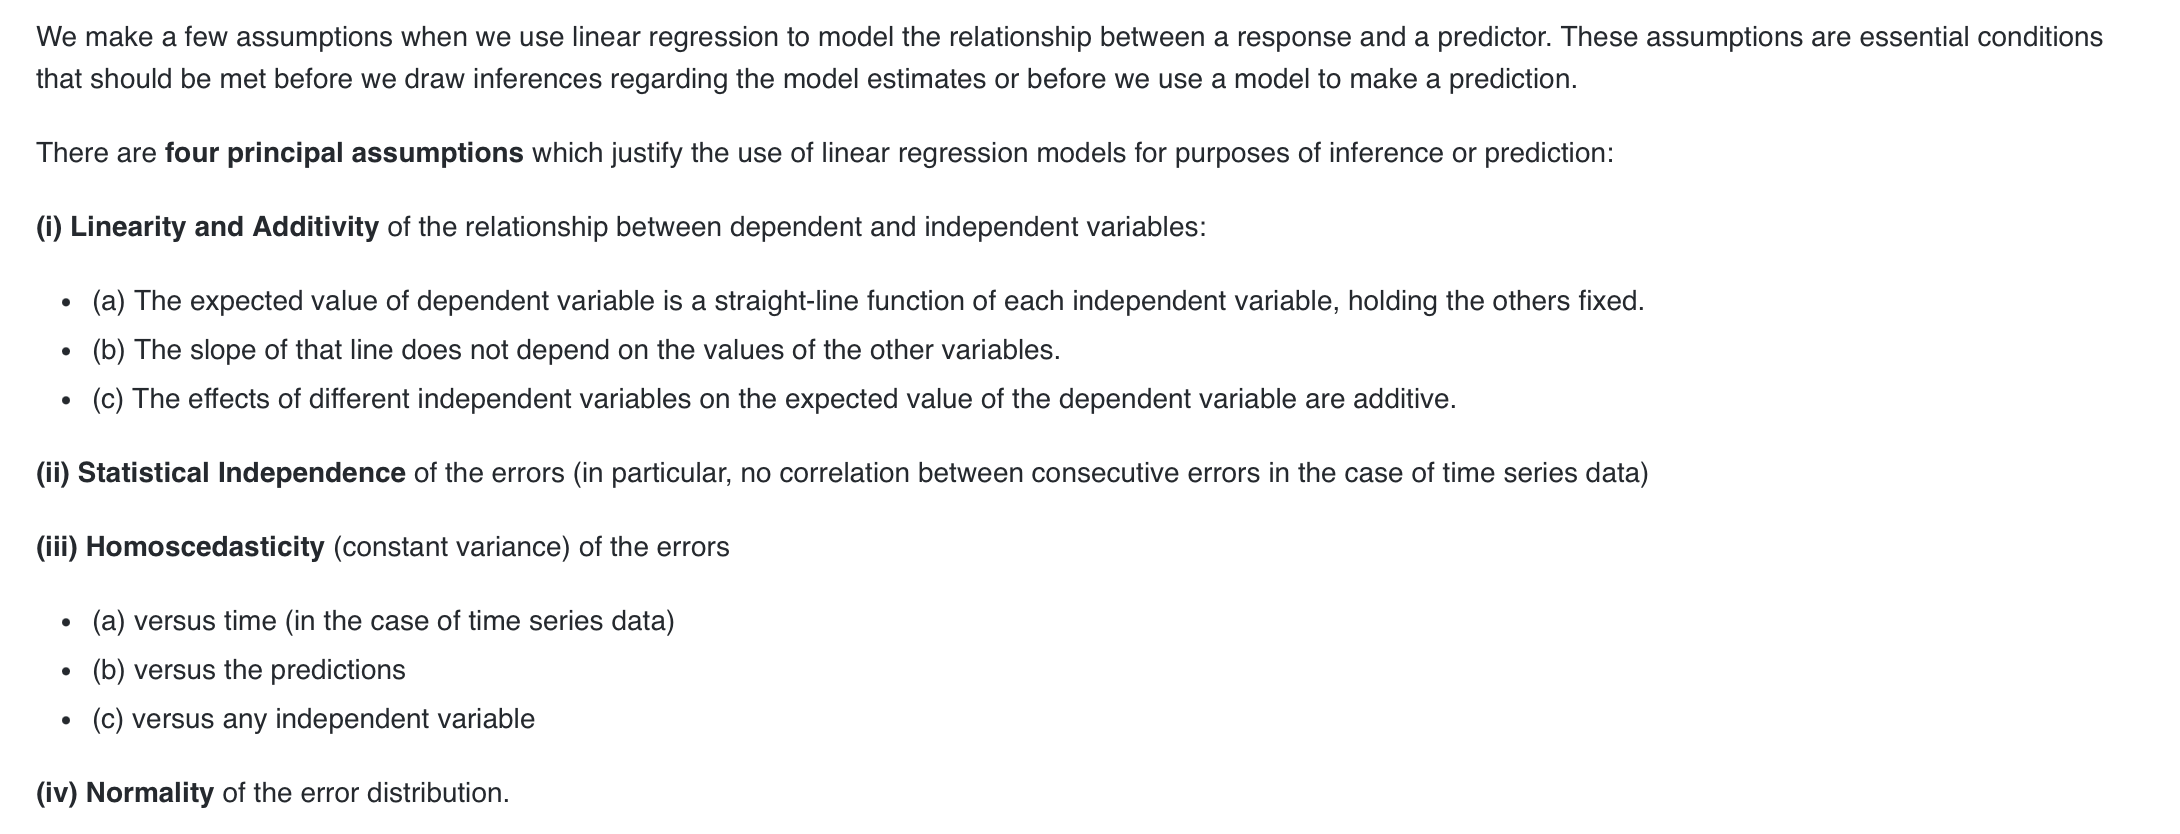 We make a few assumptions when we use linear regression to model the relationship between a response and a predictor. These assumptions are essential conditions
that should be met before we draw inferences regarding the model estimates or before we use a model to make a prediction.
There are four principal assumptions which justify the use of linear regression models for purposes of inference or prediction:
(i) Linearity and Additivity of the relationship between dependent and independent variables:
• (a) The expected value of dependent variable is a straight-line function of each independent variable, holding the others fixed.
• (b) The slope of that line does not depend on the values of the other variables.
• (c) The effects of different independent variables on the expected value of the dependent variable are additive.
(ii) Statistical Independence of the errors (in particular, no correlation between consecutive errors in the case of time series data)
(iii) Homoscedasticity (constant variance) of the errors
• (a) versus time (in the case of time series data)
• (b) versus the predictions
• (c) versus any independent variable
(iv) Normality of the error distribution.